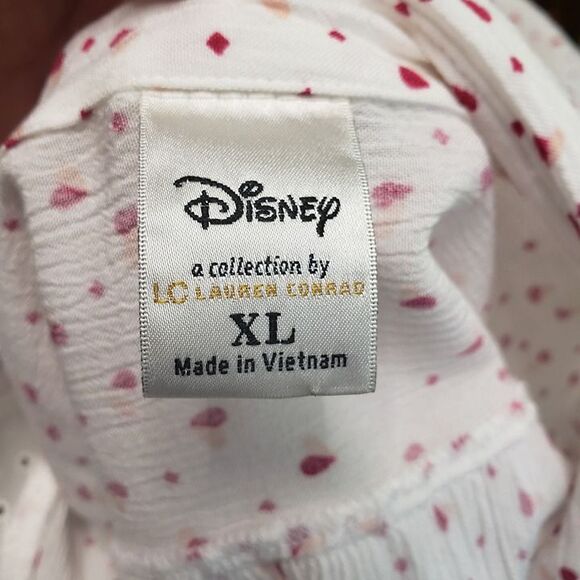 Disney
a collection by
LC LAUREN CONRAD
XL
Made in Vietnam